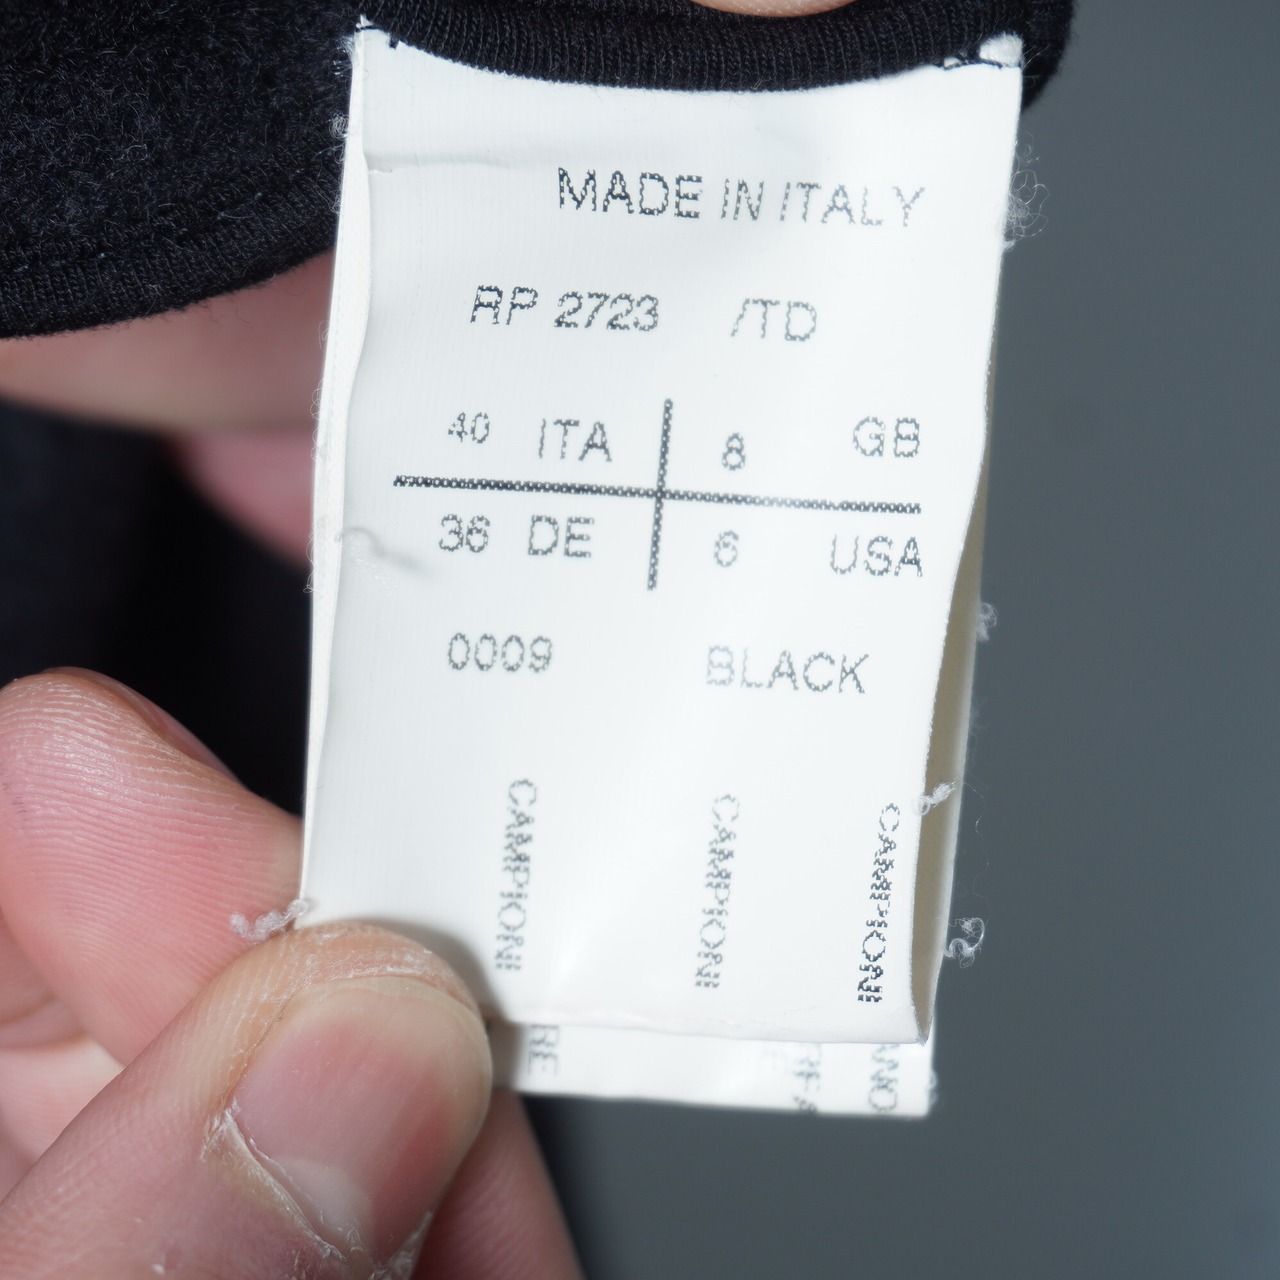 MADE IN ITALY
RP 2723 /TD
40 ITA 8 GB
36 DE 6 USA
0009 BLACK
CAMPIONI
CAMPIONI
CAMPIONI